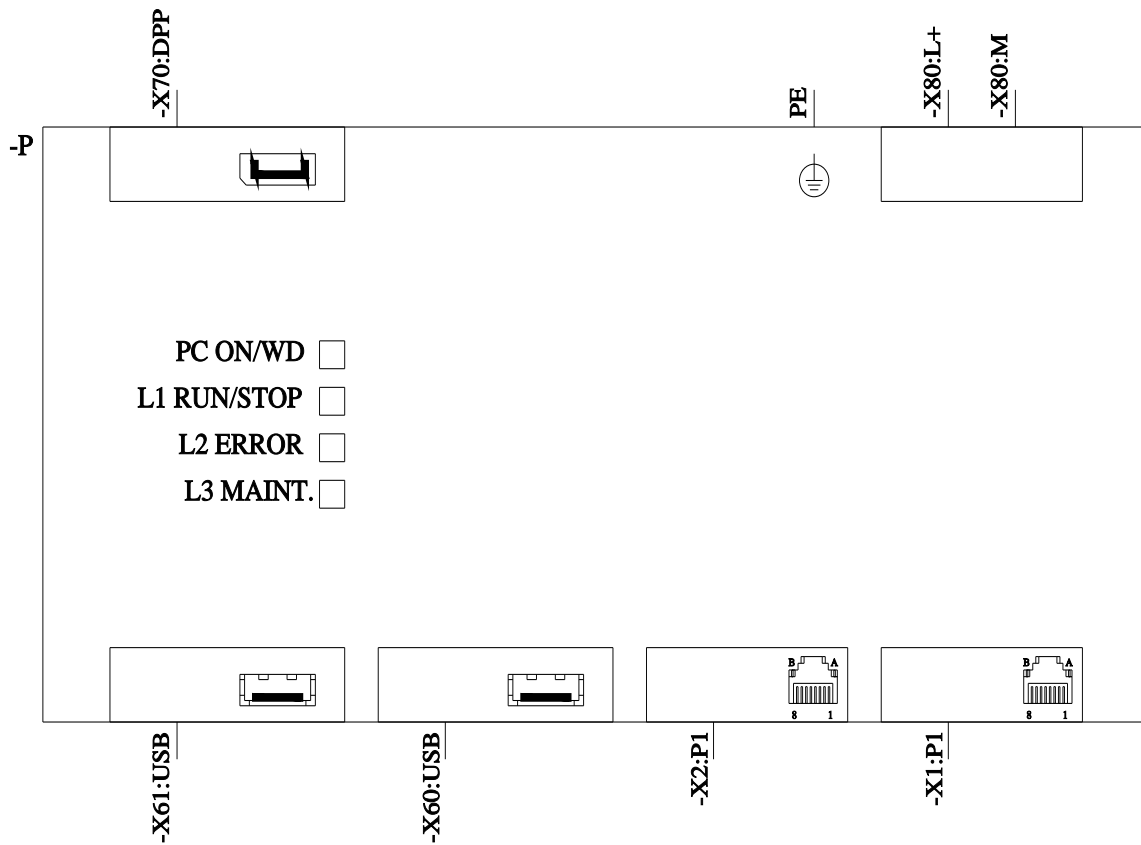 -X70:DPP
PE
-X80:L+
-X80:M
-P
PC ON/WD
L1 RUN/STOP
L2 ERROR
L3 MAINT.
B A
8 1
B A
8 1
-X61:USB
-X60:USB
-X2:P1
-X1:P1